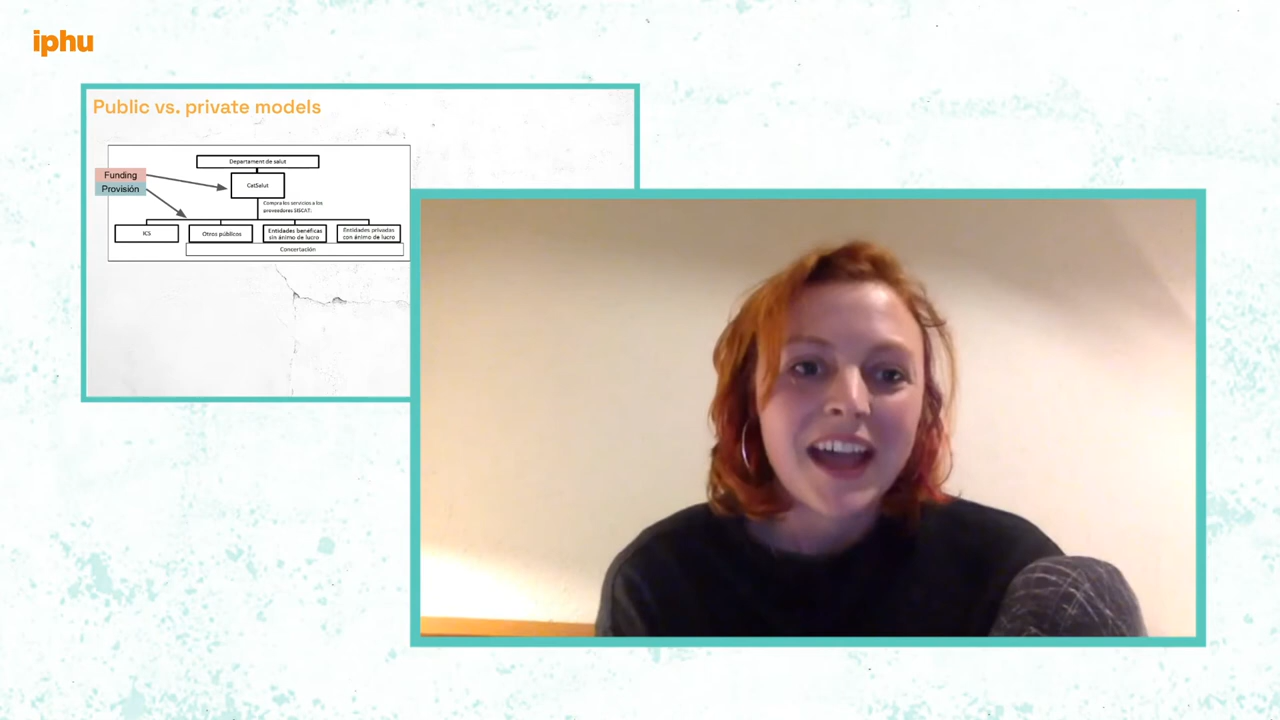 iphu
Public vs. private models
Departament de salut
Funding
Provisión
CatSalut
Compra los servicios a los
proveedores SISCAT.
ICS
Otros públicos
Entidades benéficas
sin ánimo de lucro
Entidades privadas
con ánimo de lucro
Concertación